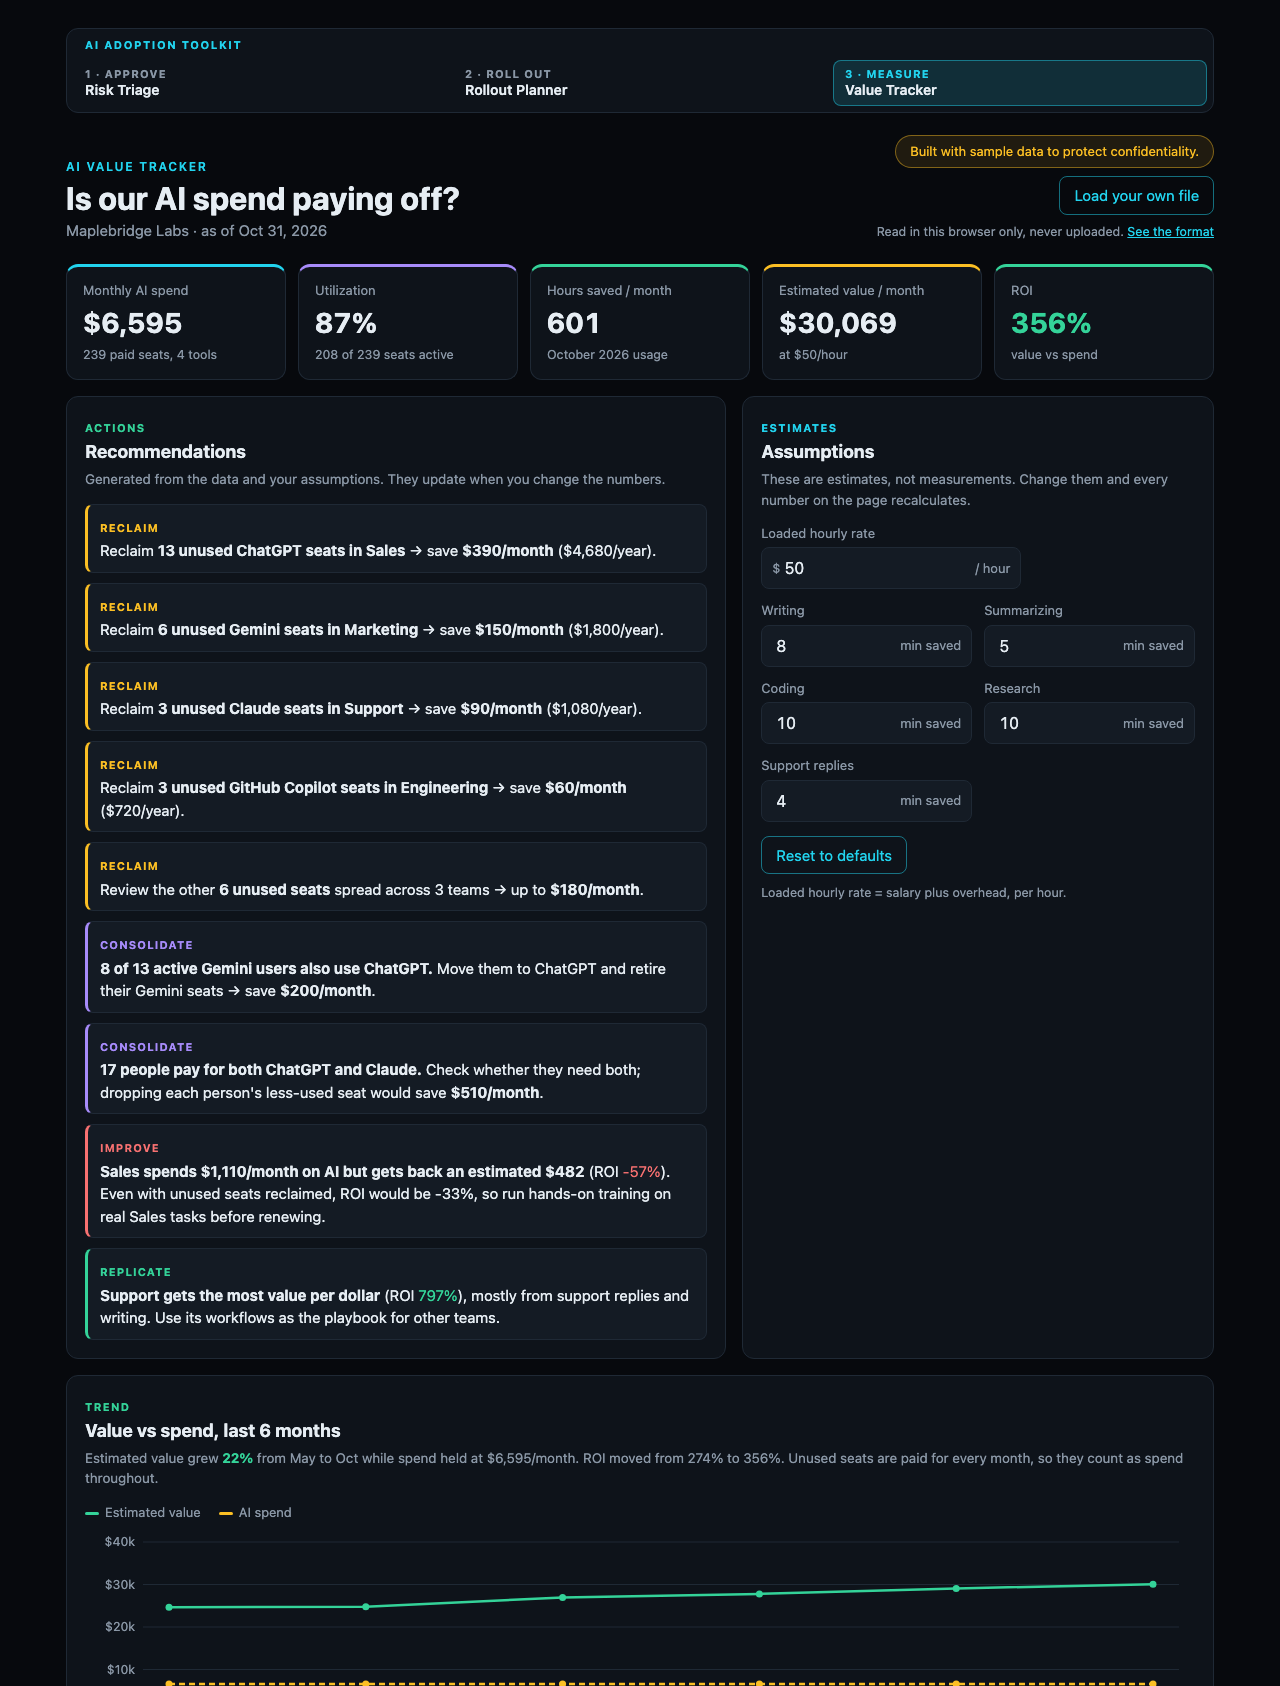 AI ADOPTION TOOLKIT
1 · APPROVE
Risk Triage
2 · ROLL OUT
Rollout Planner
3 · MEASURE
Value Tracker
AI VALUE TRACKER
Is our AI spend paying off?
Maplebridge Labs · as of Oct 31, 2026
Built with sample data to protect confidentiality.
Load your own file
Read in this browser only, never uploaded. See the format
Monthly AI spend
$6,595
239 paid seats, 4 tools
Utilization
87%
208 of 239 seats active
Hours saved / month
601
October 2026 usage
Estimated value / month
$30,069
at $50/hour
ROI
356%
value vs spend
ACTIONS
Recommendations
Generated from the data and your assumptions. They update when you change the numbers.
RECLAIM
Reclaim 13 unused ChatGPT seats in Sales → save $390/month ($4,680/year).
RECLAIM
Reclaim 6 unused Gemini seats in Marketing → save $150/month ($1,800/year).
RECLAIM
Reclaim 3 unused Claude seats in Support → save $90/month ($1,080/year).
RECLAIM
Reclaim 3 unused GitHub Copilot seats in Engineering → save $60/month
($720/year).
RECLAIM
Review the other 6 unused seats spread across 3 teams → up to $180/month.
CONSOLIDATE
8 of 13 active Gemini users also use ChatGPT. Move them to ChatGPT and retire
their Gemini seats → save $200/month.
CONSOLIDATE
17 people pay for both ChatGPT and Claude. Check whether they need both;
dropping each person's less-used seat would save $510/month.
IMPROVE
Sales spends $1,110/month on AI but gets back an estimated $482 (ROI -57%).
Even with unused seats reclaimed, ROI would be -33%, so run hands-on training on
real Sales tasks before renewing.
REPLICATE
Support gets the most value per dollar (ROI 797%), mostly from support replies and
writing. Use its workflows as the playbook for other teams.
ESTIMATES
Assumptions
These are estimates, not measurements. Change them and every
number on the page recalculates.
Loaded hourly rate
$ 50 / hour
Writing
8 min saved
Summarizing
5 min saved
Coding
10 min saved
Research
10 min saved
Support replies
4 min saved
Reset to defaults
Loaded hourly rate = salary plus overhead, per hour.
TREND
Value vs spend, last 6 months
Estimated value grew 22% from May to Oct while spend held at $6,595/month. ROI moved from 274% to 356%. Unused seats are paid for every month, so they count as spend
throughout.
Estimated value
AI spend
$40k
$30k
$20k
$10k